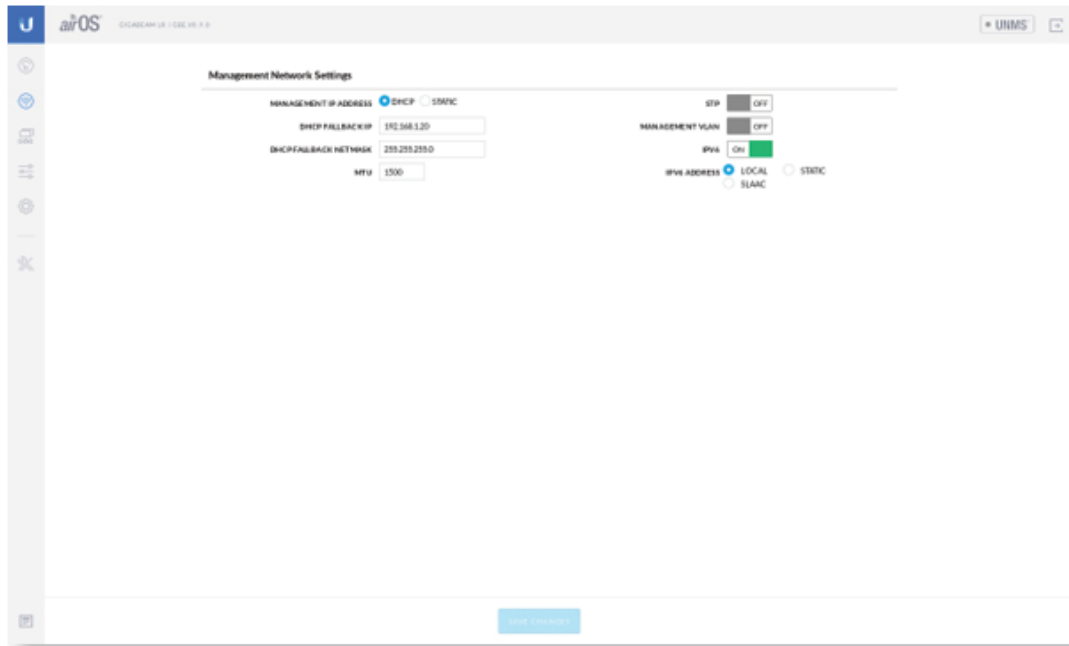 airOS
UNMS
Management Network Settings
MANAGEMENT IP ADDRESS DHCP STATIC
DHCP FALLBACK IP 192.168.1.20
DHCP FALLBACK NETMASK 255.255.255.0
MTU 1500
STP OFF
MANAGEMENT VLAN OFF
IPV6 ON
IPV6 ADDRESS LOCAL STATIC
SLAAC
SAVE CHANGES